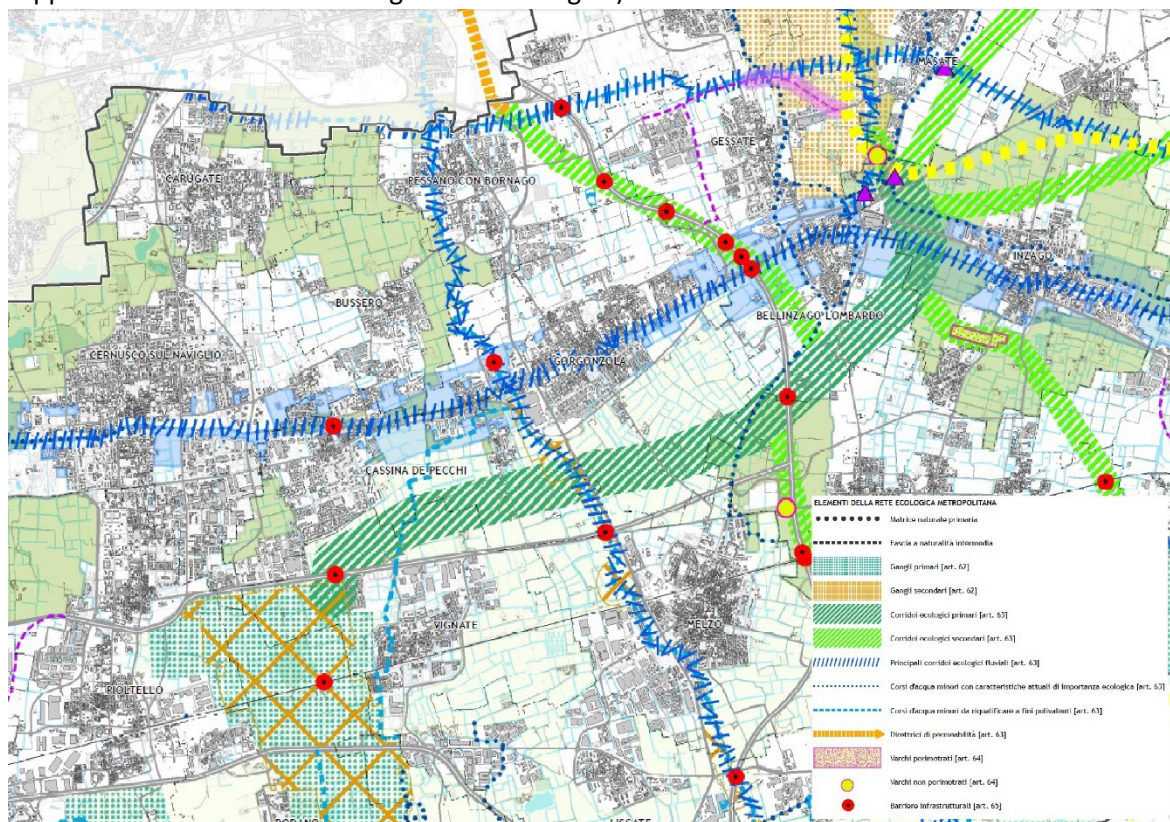 MASATE
CARUGATE
PESSANO CON BORNAGO
GESSATE
BUSSERO
INZAGO
BELLINZAGO LOMBARDO
CERNUSCO SUL NAVIGLIO
GORGONZOLA
CASSINA DE PECCHI
VIGNATE
MELZO
PIOLTELLO
LISCATE
ELEMENTI DELLA RETE ECOLOGICA METROPOLITANA
Matrice naturale primaria
Fascia a naturalità intermedia
Gangli primari [art. 62]
Gangli secondari [art. 62]
Corridoi ecologici primari [art. 63]
Corridoi ecologici secondari [art. 63]
Principali corridoi ecologici fluviali [art. 63]
Corsi d'acqua minori con caratteristiche attuali di importanza ecologica [art. 63]
Corsi d'acqua minori da riqualificare a fini polivalenti [art. 63]
Direttrici di permeabilità [art. 63]
Varchi perimetrati [art. 64]
Varchi non perimetrati [art. 64]
Barriere infrastrutturali [art. 65]